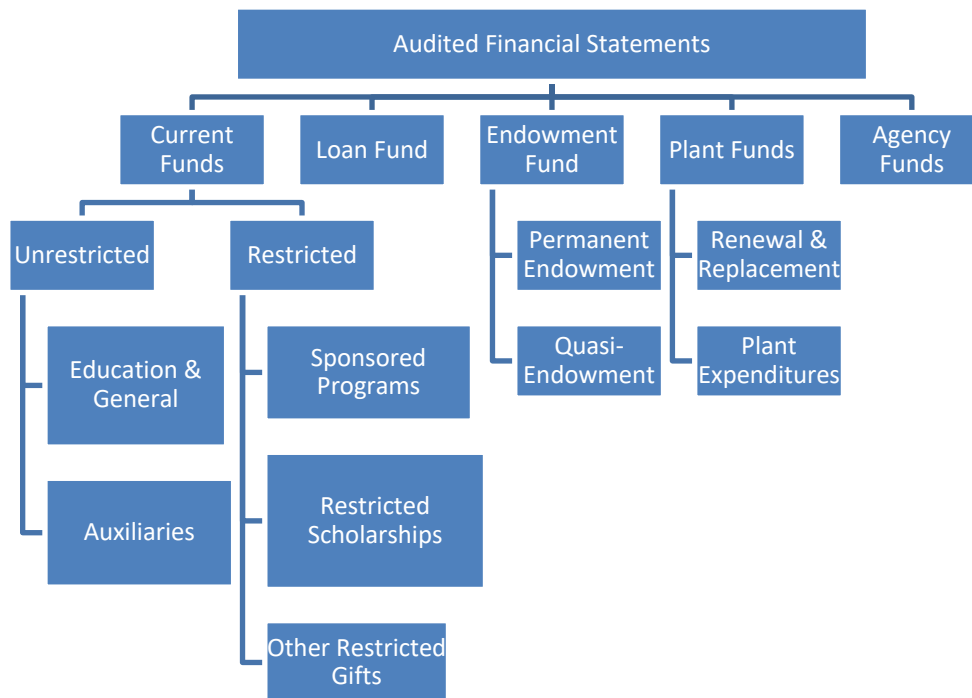 Audited Financial Statements
Current
Funds
Loan Fund
Endowment
Fund
Plant Funds
Agency
Funds
Unrestricted
Restricted
Permanent
Endowment
Renewal &
Replacement
Education &
General
Sponsored
Programs
Quasi-
Endowment
Plant
Expenditures
Auxiliaries
Restricted
Scholarships
Other Restricted
Gifts